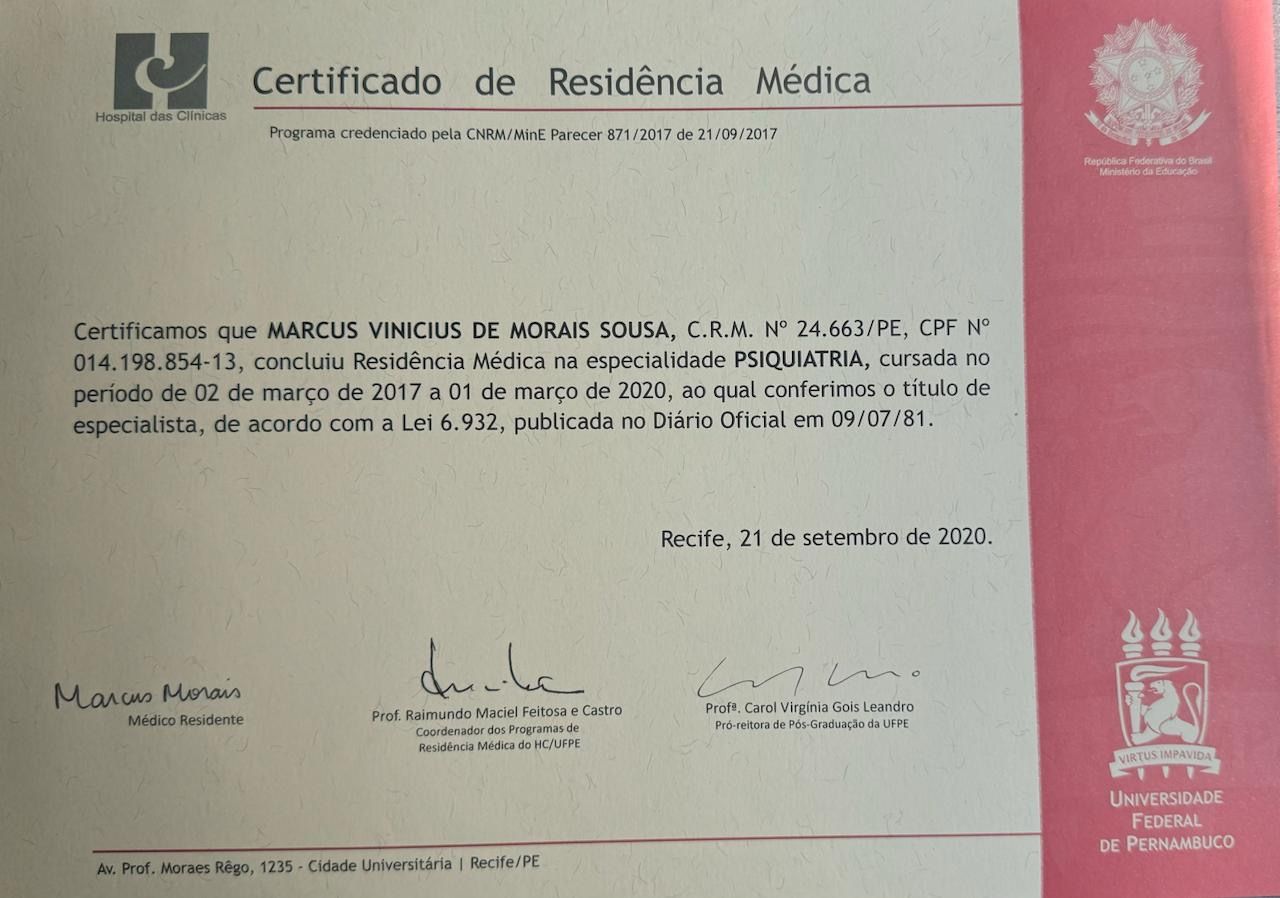 Hospital das Clínicas
Certificado de Residência Médica
Programa credenciado pela CNRM/MinE Parecer 871/2017 de 21/09/2017
República Federativa do Brasil
Ministério da Educação
Certificamos que MARCUS VINICIUS DE MORAIS SOUSA, C.R.M. Nº 24.663/PE, CPF Nº
014.198.854-13, concluiu Residência Médica na especialidade PSIQUIATRIA, cursada no
período de 02 de março de 2017 a 01 de março de 2020, ao qual conferimos o título de
especialista, de acordo com a Lei 6.932, publicada no Diário Oficial em 09/07/81.
Recife, 21 de setembro de 2020.
Marcus Morais
Médico Residente
Prof. Raimundo Maciel Feitosa e Castro
Coordenador dos Programas de
Residência Médica do HC/UFPE
Profª. Carol Virgínia Gois Leandro
Pró-reitora de Pós-Graduação da UFPE
VIRTUS IMPAVIDA
UNIVERSIDADE
FEDERAL
DE PERNAMBUCO
Av. Prof. Moraes Rêgo, 1235 - Cidade Universitária | Recife/PE